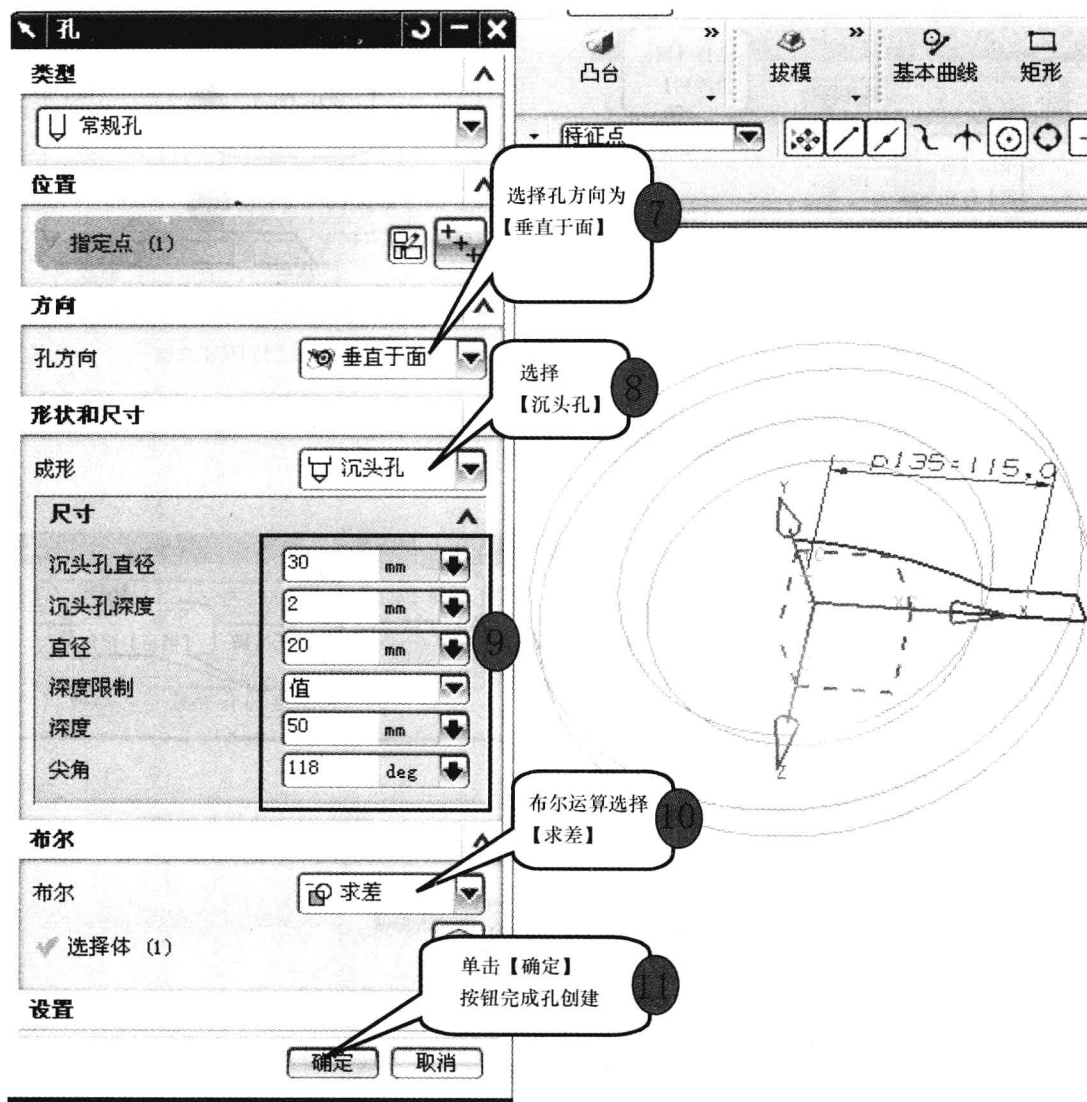 孔
类型
常规孔
位置
指定点 (1)
方向
孔方向
垂直于面
形状和尺寸
成形
沉头孔
尺寸
沉头孔直径
30 mm
沉头孔深度
2 mm
直径
20 mm
深度限制
值
深度
50 mm
尖角
118 deg
布尔
布尔
求差
选择体 (1)
设置
确定
取消
凸台
拔模
基本曲线
矩形
特征点
选择孔方向为
【垂直于面】
7
选择
【沉头孔】
8
9
布尔运算选择
【求差】
10
单击【确定】
按钮完成孔创建
11
p135=115.0
Y
X
Z